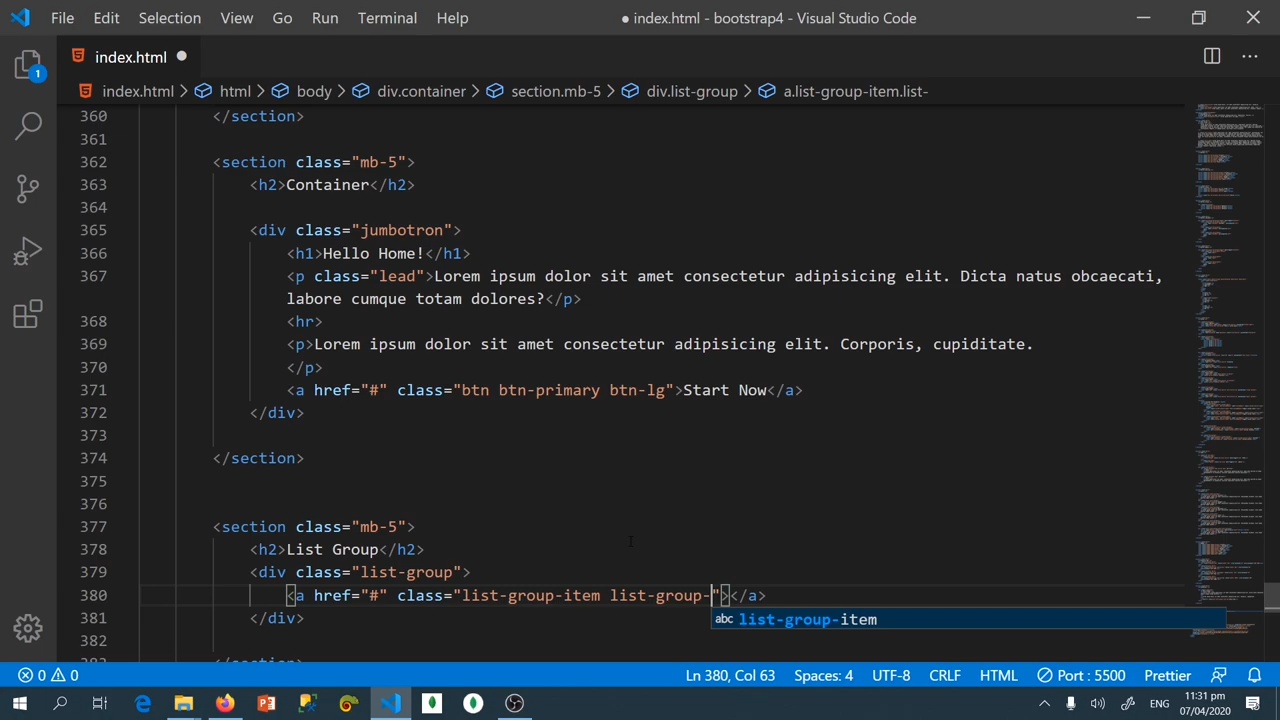 File Edit Selection View Go Run Terminal Help ● index.html - bootstrap4 - Visual Studio Code
1 index.html
index.html > html > body > div.container > section.mb-5 > div.list-group > a.list-group-item.list-
360 </section>
361
362 <section class="mb-5">
363 <h2>Container</h2>
364
365 <div class="jumbotron">
366 <h1>Hello Home!</h1>
367 <p class="lead">Lorem ipsum dolor sit amet consectetur adipisicing elit. Dicta natus obcaecati,
labore cumque totam dolores?</p>
368 <hr>
369 <p>Lorem ipsum dolor sit amet consectetur adipisicing elit. Corporis, cupiditate.
370 </p>
371 <a href="#" class="btn btn-primary btn-lg">Start Now</a>
372 </div>
373
374 </section>
375
376
377 <section class="mb-5">
378 <h2>List Group</h2>
379 <div class="list-group">
380 <a href="#" class="list-group-item list-group-"></a>
abc list-group-item
381 </div>
382
383 </section>
0 0 Ln 380, Col 63 Spaces: 4 UTF-8 CRLF HTML Port : 5500 Prettier
ENG 11:31 pm
07/04/2020